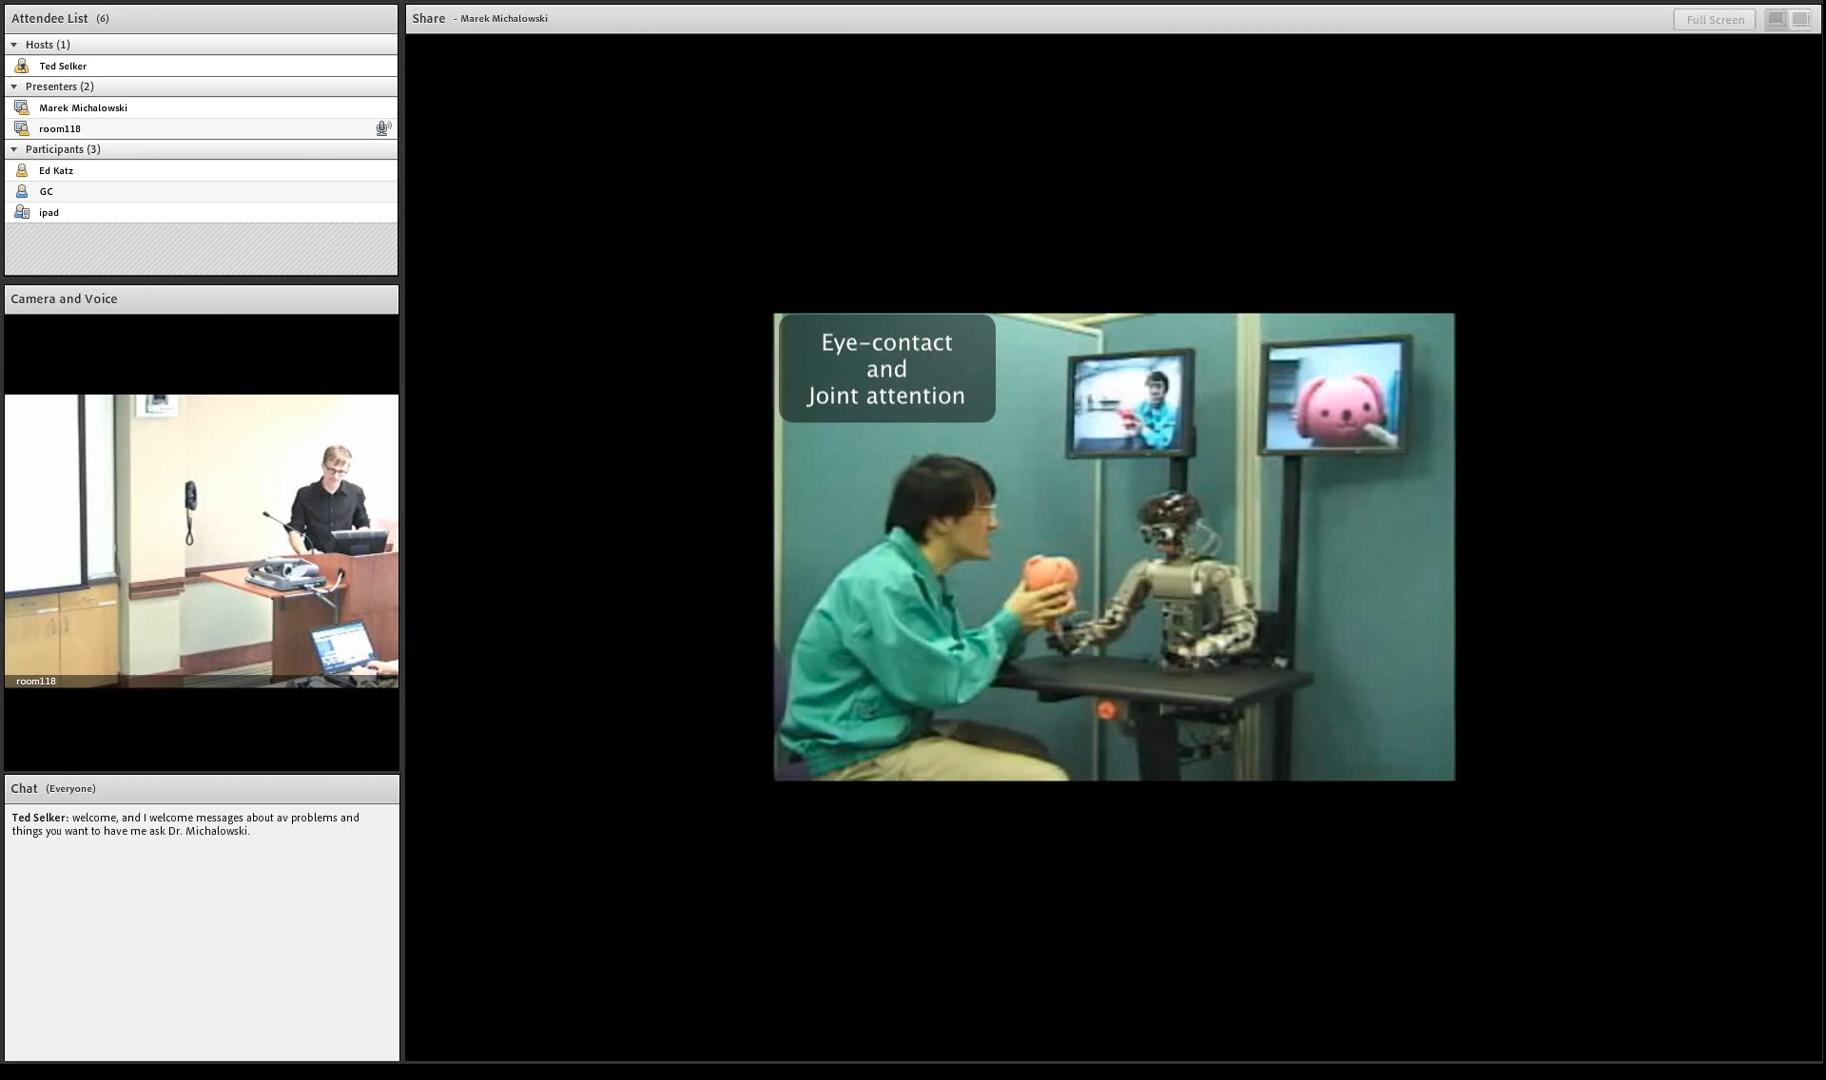 Attendee List (6)
Hosts (1)
Ted Selker
Presenters (2)
Marek Michalowski
room118
Participants (3)
Ed Katz
GC
ipad
Camera and Voice
room118
Chat (Everyone)
Ted Selker: welcome, and I welcome messages about av problems and
things you want to have me ask Dr. Michalowski.
Share - Marek Michalowski
Full Screen
Eye-contact
and
Joint attention